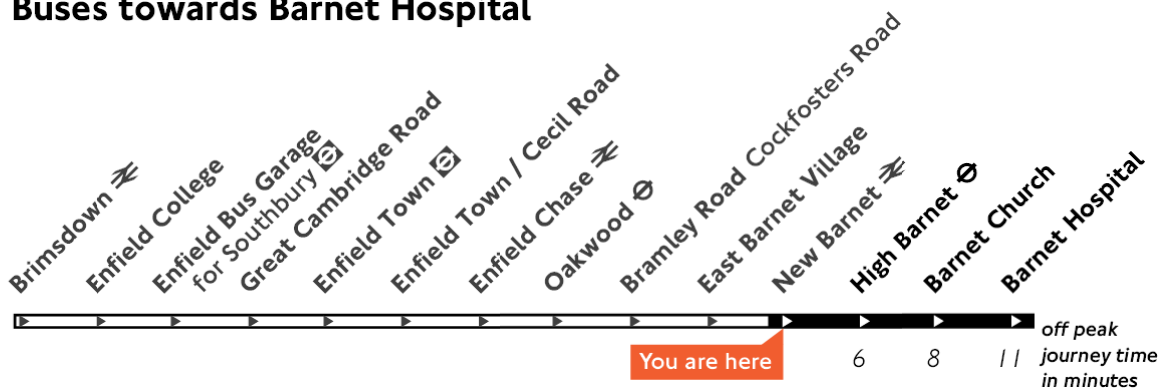 Buses towards Barnet Hospital
Brimsdown
Enfield College
Enfield Bus Garage
for Southbury
Great Cambridge Road
Enfield Town
Enfield Town / Cecil Road
Enfield Chase
Oakwood
Bramley Road Cockfosters Road
East Barnet Village
New Barnet
High Barnet
Barnet Church
Barnet Hospital
You are here
6
8
11
off peak
journey time
in minutes